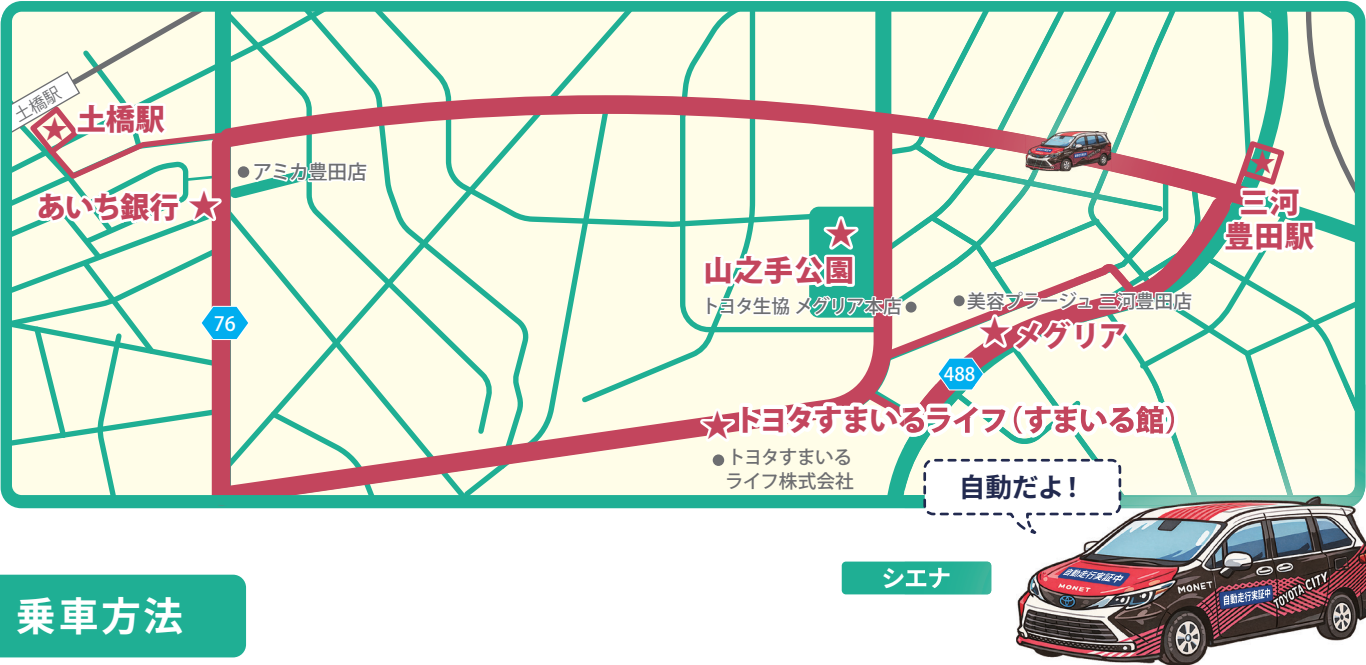 土橋駅
土橋駅
アミカ豊田店
あいち銀行
76
山之手公園
トヨタ生協 メグリア本店
三河
豊田駅
美容プラージュ 三河豊田店
メグリア
488
トヨタすまいるライフ（すまいる館）
トヨタすまいる
ライフ株式会社
自動だよ！
シエナ
自動走行実証中
MONET
MONET
自動走行実証中
TOYOTA CITY
乗車方法